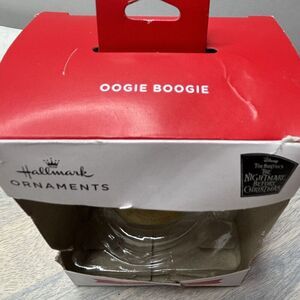 OOGIE BOOGIE
Hallmark
ORNAMENTS
Disney
Tim Burton's
THE
NIGHTMARE
BEFORE
CHRISTMAS